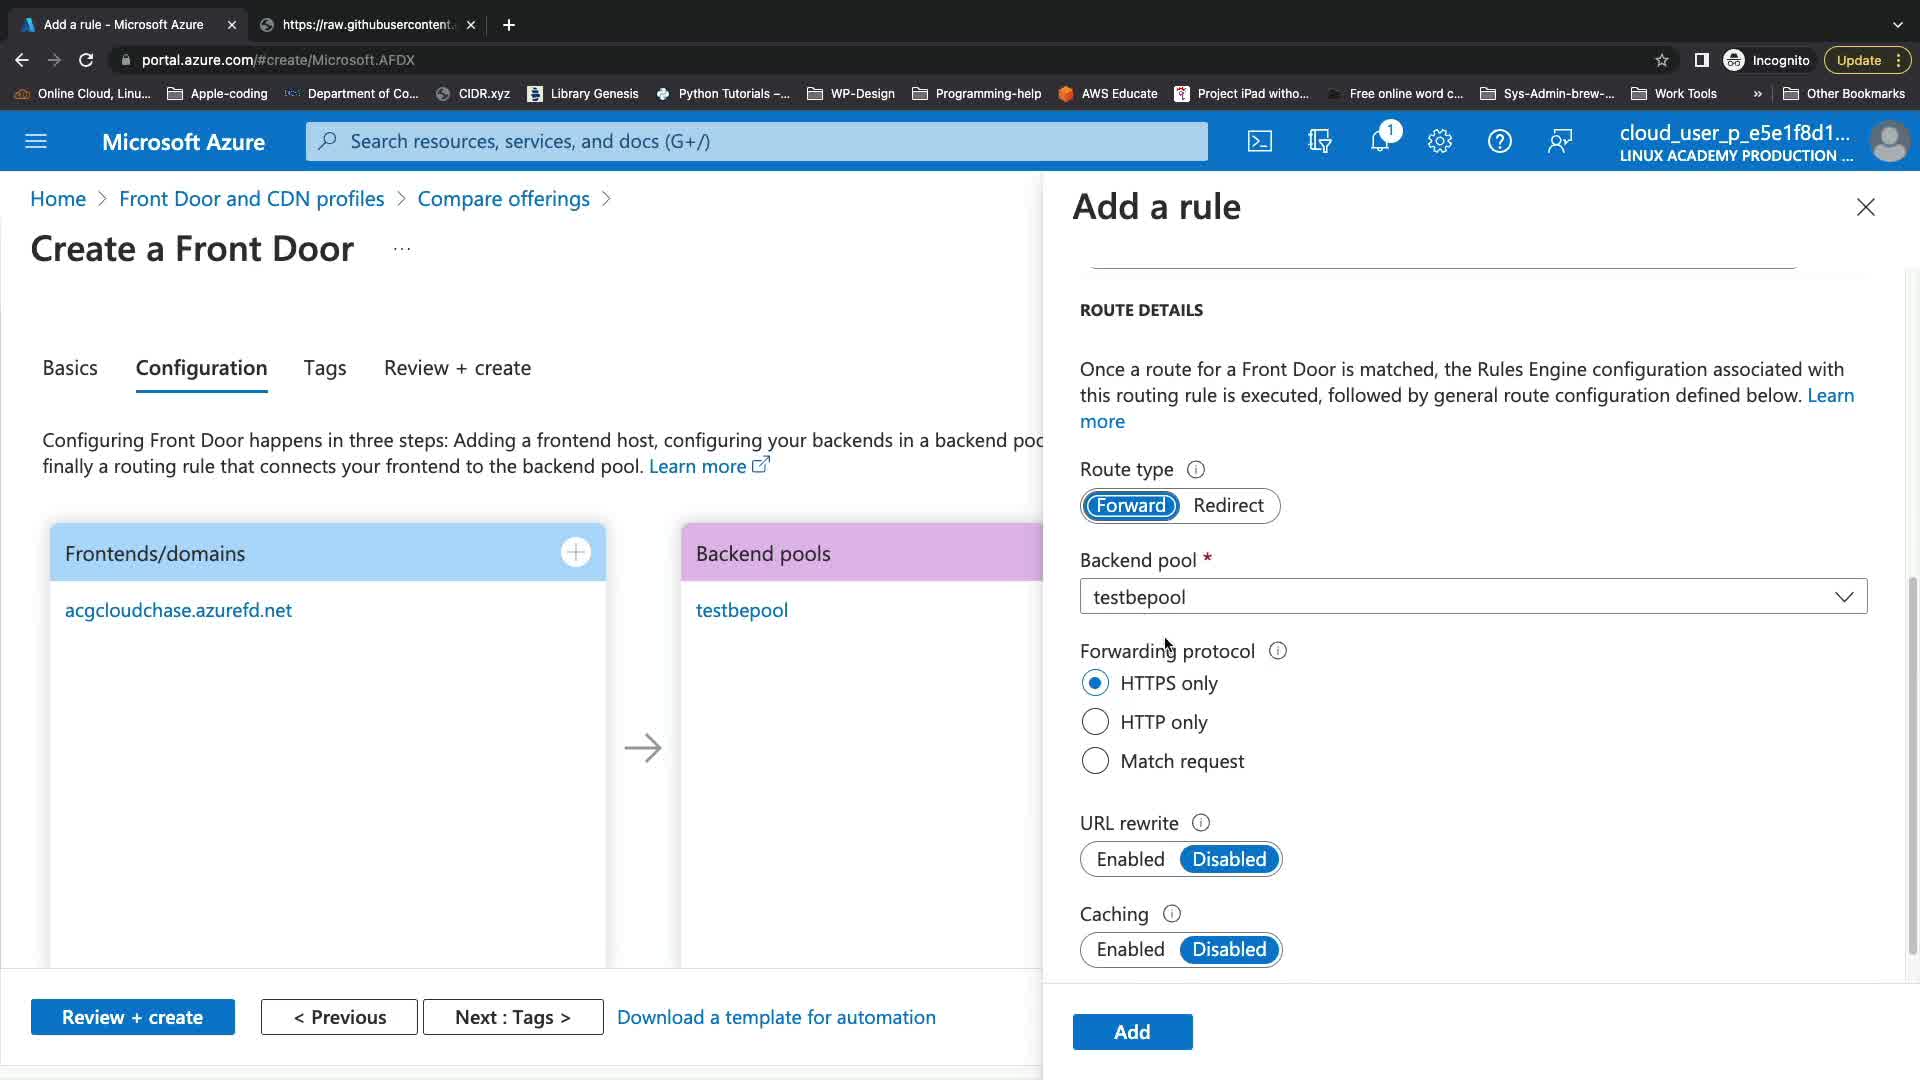 Add a rule - Microsoft Azure
https://raw.githubusercontent.
portal.azure.com/#create/Microsoft.AFDX
Incognito
Update
Online Cloud, Linu...
Apple-coding
Department of Co...
CIDR.xyz
Library Genesis
Python Tutorials –...
WP-Design
Programming-help
AWS Educate
Project iPad witho...
Free online word c...
Sys-Admin-brew-...
Work Tools
»
Other Bookmarks
Microsoft Azure
Search resources, services, and docs (G+/)
1
cloud_user_p_e5e1f8d1...
LINUX ACADEMY PRODUCTION ...
Home > Front Door and CDN profiles > Compare offerings >
Create a Front Door ...
Basics
Configuration
Tags
Review + create
Configuring Front Door happens in three steps: Adding a frontend host, configuring your backends in a backend poo
finally a routing rule that connects your frontend to the backend pool. Learn more
Frontends/domains
acgcloudchase.azurefd.net
Backend pools
testbepool
Review + create
< Previous
Next : Tags >
Download a template for automation
Add a rule
ROUTE DETAILS
Once a route for a Front Door is matched, the Rules Engine configuration associated with
this routing rule is executed, followed by general route configuration defined below. Learn
more
Route type
Forward Redirect
Backend pool *
testbepool
Forwarding protocol
HTTPS only
HTTP only
Match request
URL rewrite
Enabled Disabled
Caching
Enabled Disabled
Add